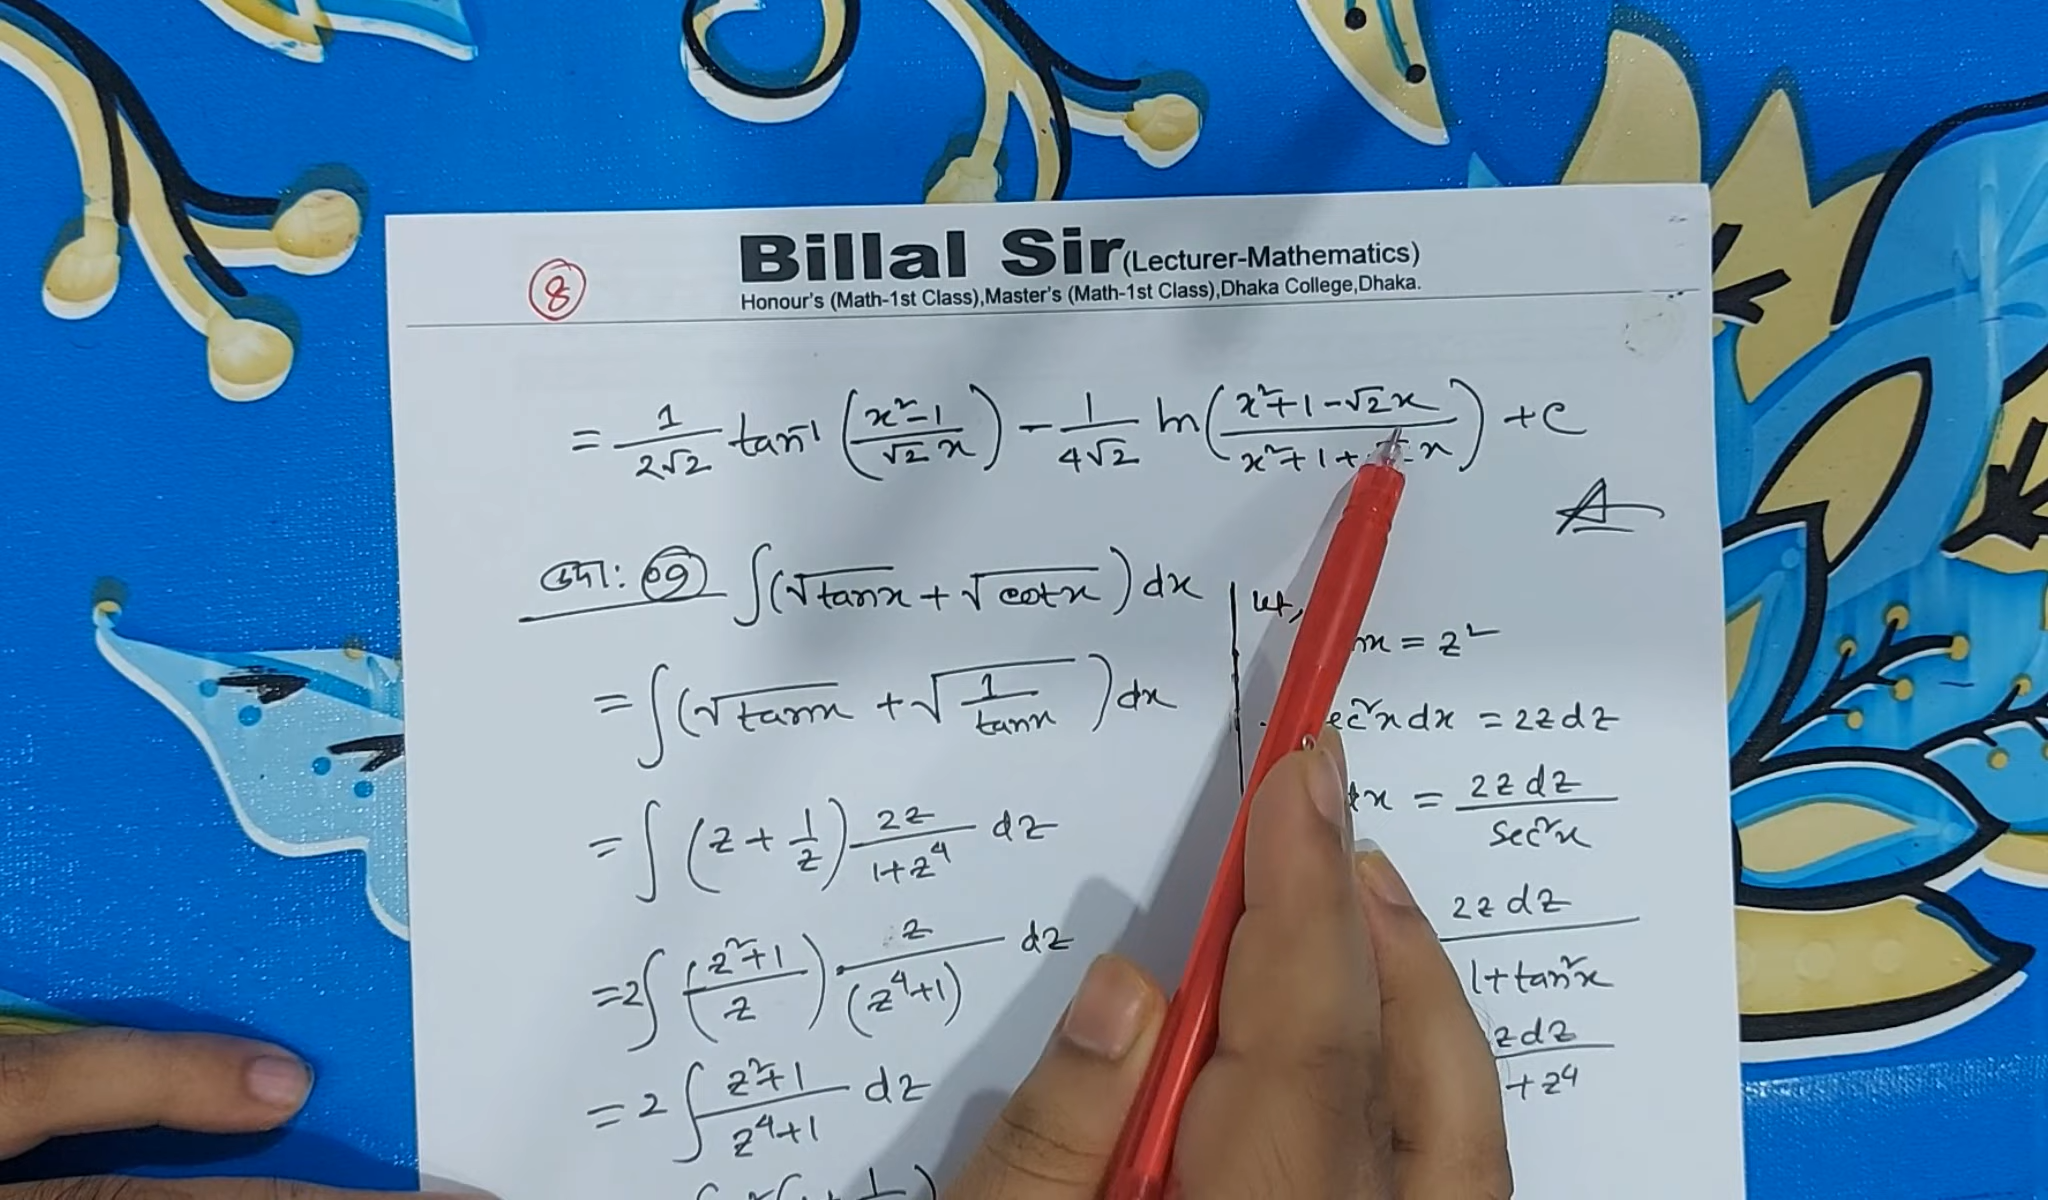 Billal Sir (Lecturer-Mathematics)
Honour's (Math-1st Class),Master's (Math-1st Class),Dhaka College,Dhaka.
8
= 1/(2√2) tan⁻¹ ((x²-1)/(√2 x)) - 1/(4√2) ln((x²+1-√2x)/(x²+1+ x)) + c
09 ∫(√tanx + √cotx) dx
= ∫(√tanx + √(1/tanx)) dx
= ∫(z + 1/z) 2z/(1+z⁴) dz
=2∫((z²+1)/z) · z/(z⁴+1) dz
= 2∫ (z²+1)/(z⁴+1) dz
let,
x = z²
sec²x dx = 2z dz
dx = 2z dz/sec²x
2z dz
1+tan²x
z dz
+z⁴